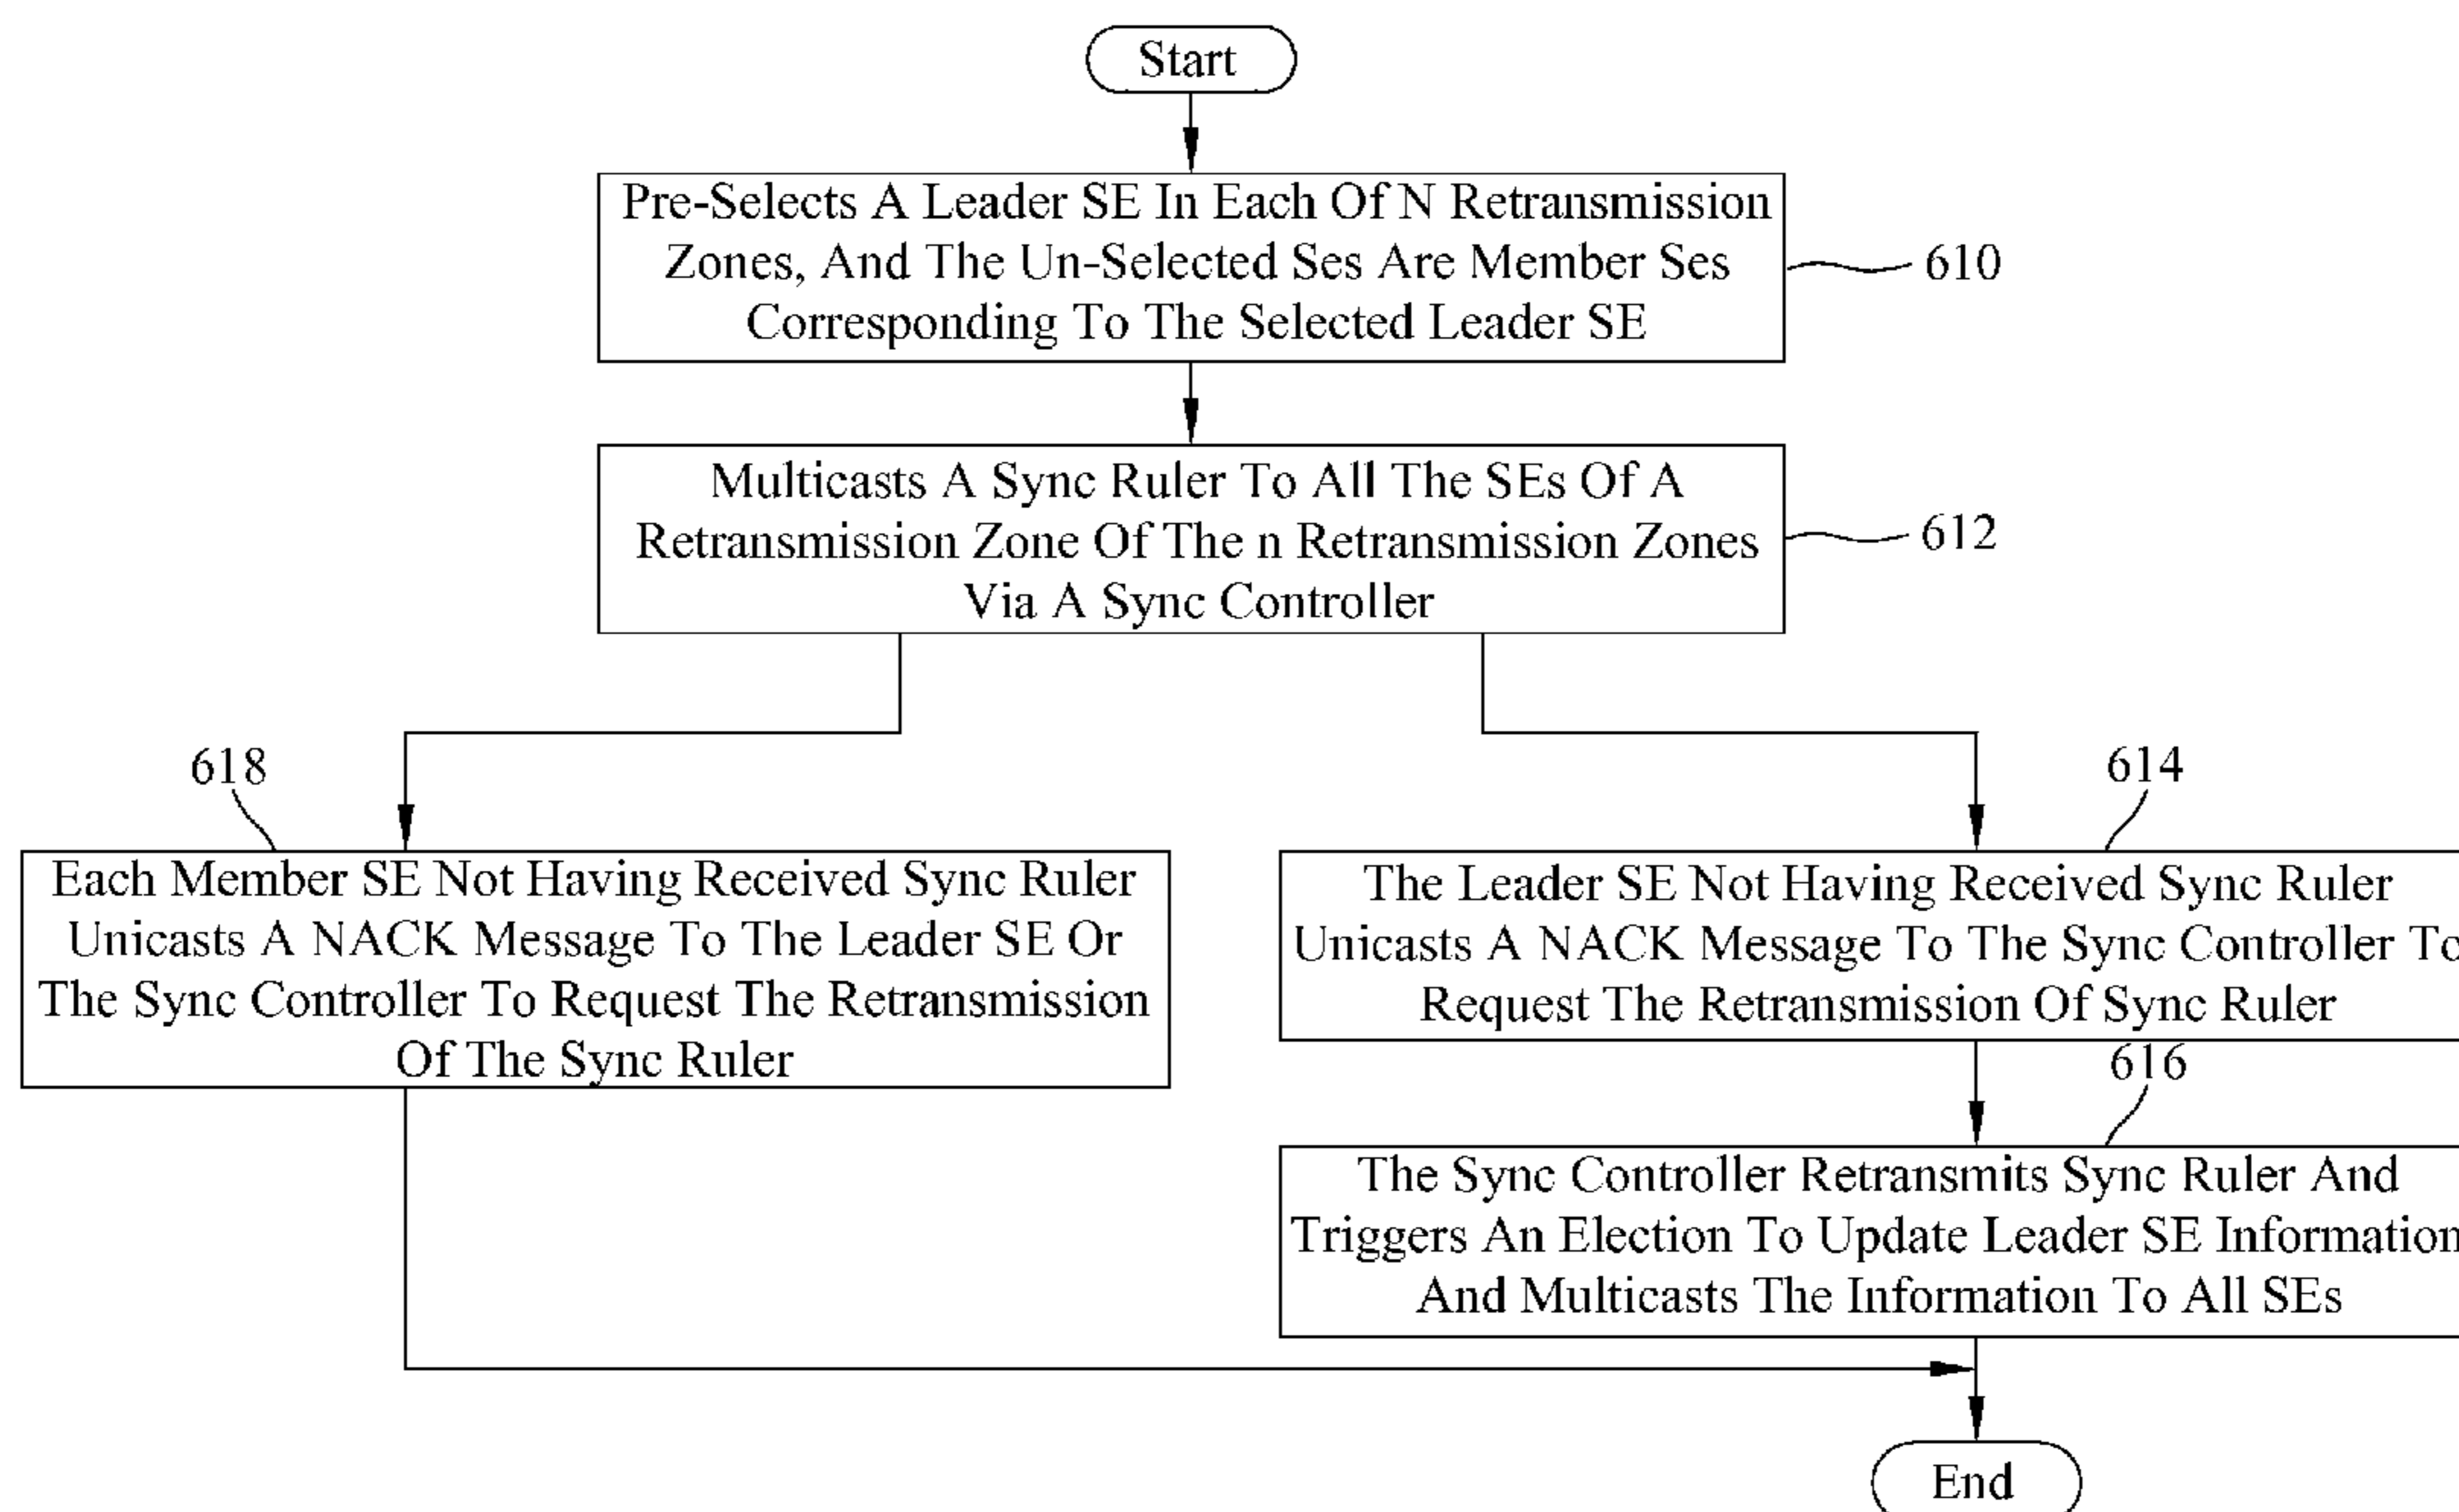 Start
Pre-Selects A Leader SE In Each Of N Retransmission
Zones, And The Un-Selected Ses Are Member Ses
Corresponding To The Selected Leader SE
610
Multicasts A Sync Ruler To All The SEs Of A
Retransmission Zone Of The n Retransmission Zones
Via A Sync Controller
612
618
Each Member SE Not Having Received Sync Ruler
Unicasts A NACK Message To The Leader SE Or
The Sync Controller To Request The Retransmission
Of The Sync Ruler
614
The Leader SE Not Having Received Sync Ruler
Unicasts A NACK Message To The Sync Controller To
Request The Retransmission Of Sync Ruler
616
The Sync Controller Retransmits Sync Ruler And
Triggers An Election To Update Leader SE Information
And Multicasts The Information To All SEs
End